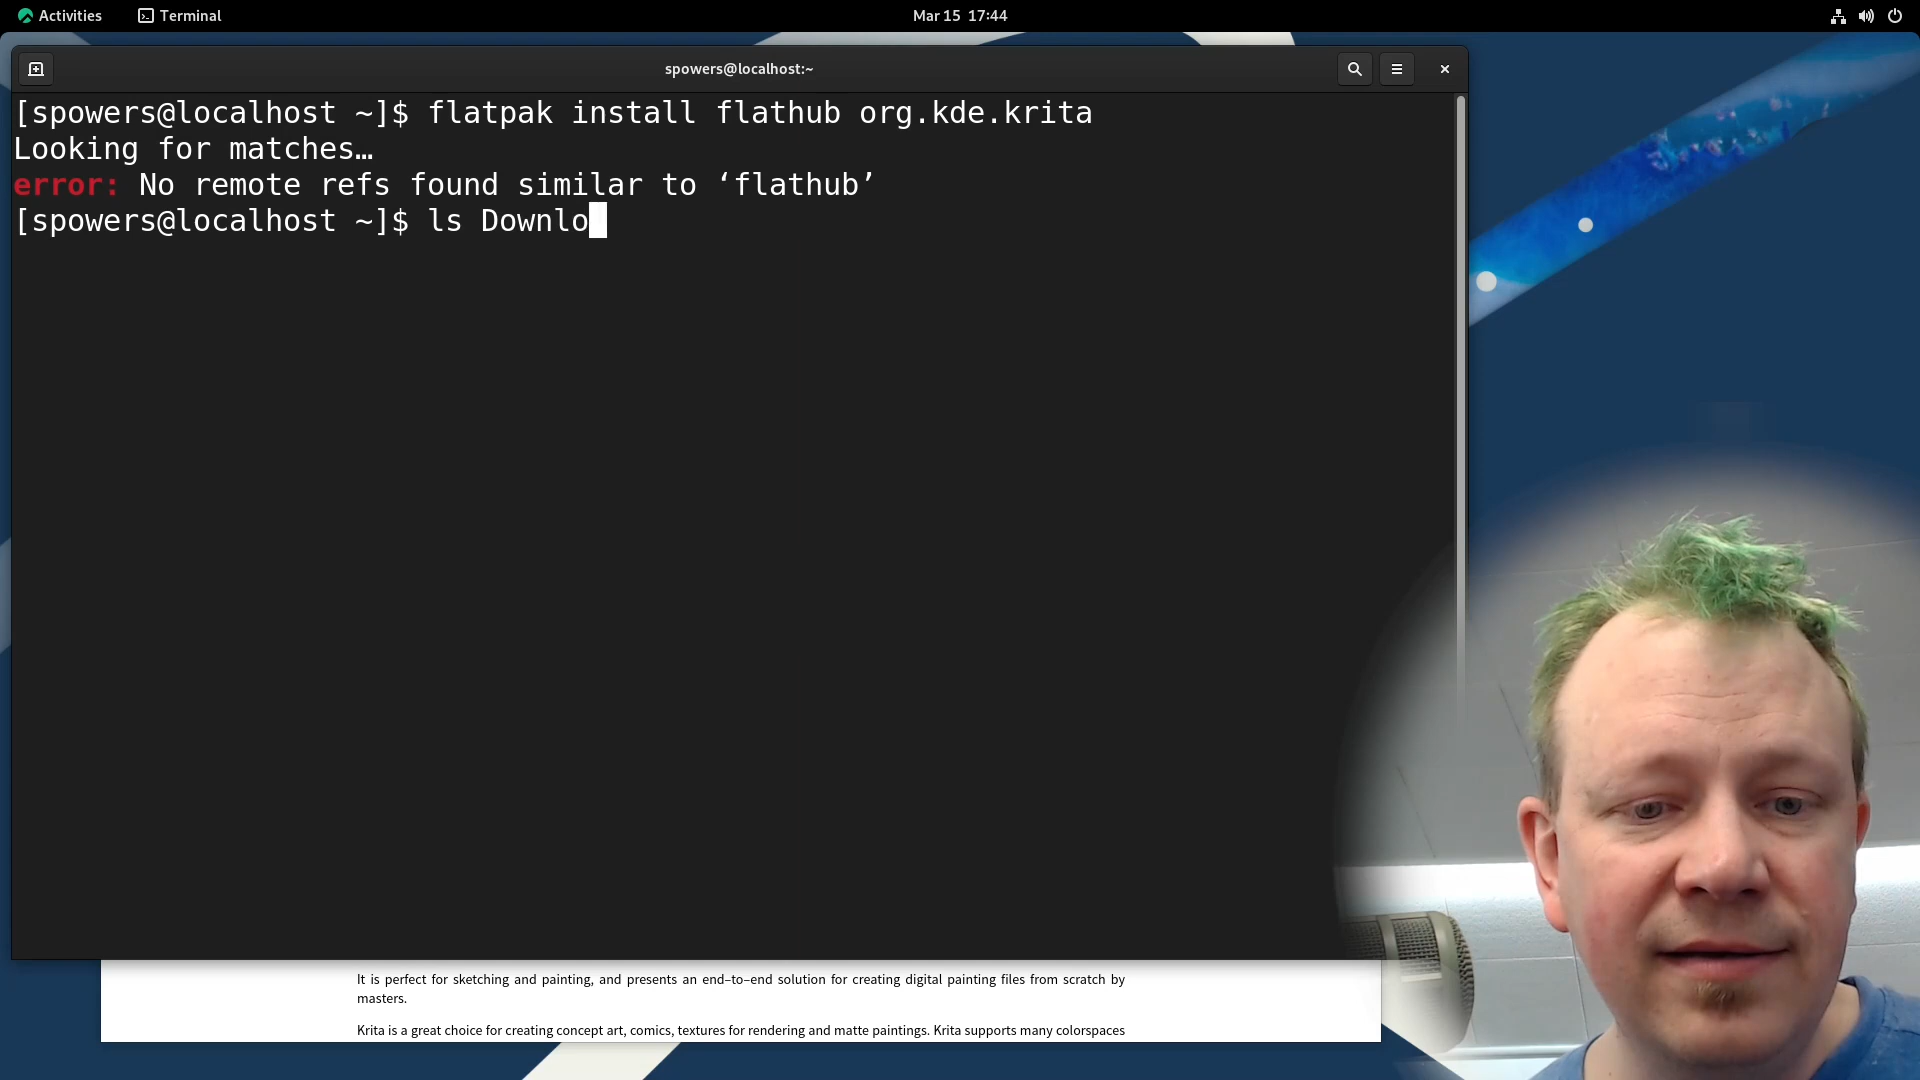 Activities
Terminal
Mar 15 17:44
spowers@localhost:~
[spowers@localhost ~]$ flatpak install flathub org.kde.krita
Looking for matches…
error: No remote refs found similar to ‘flathub’
[spowers@localhost ~]$ ls Downlo
It is perfect for sketching and painting, and presents an end–to–end solution for creating digital painting files from scratch by
masters.
Krita is a great choice for creating concept art, comics, textures for rendering and matte paintings. Krita supports many colorspaces